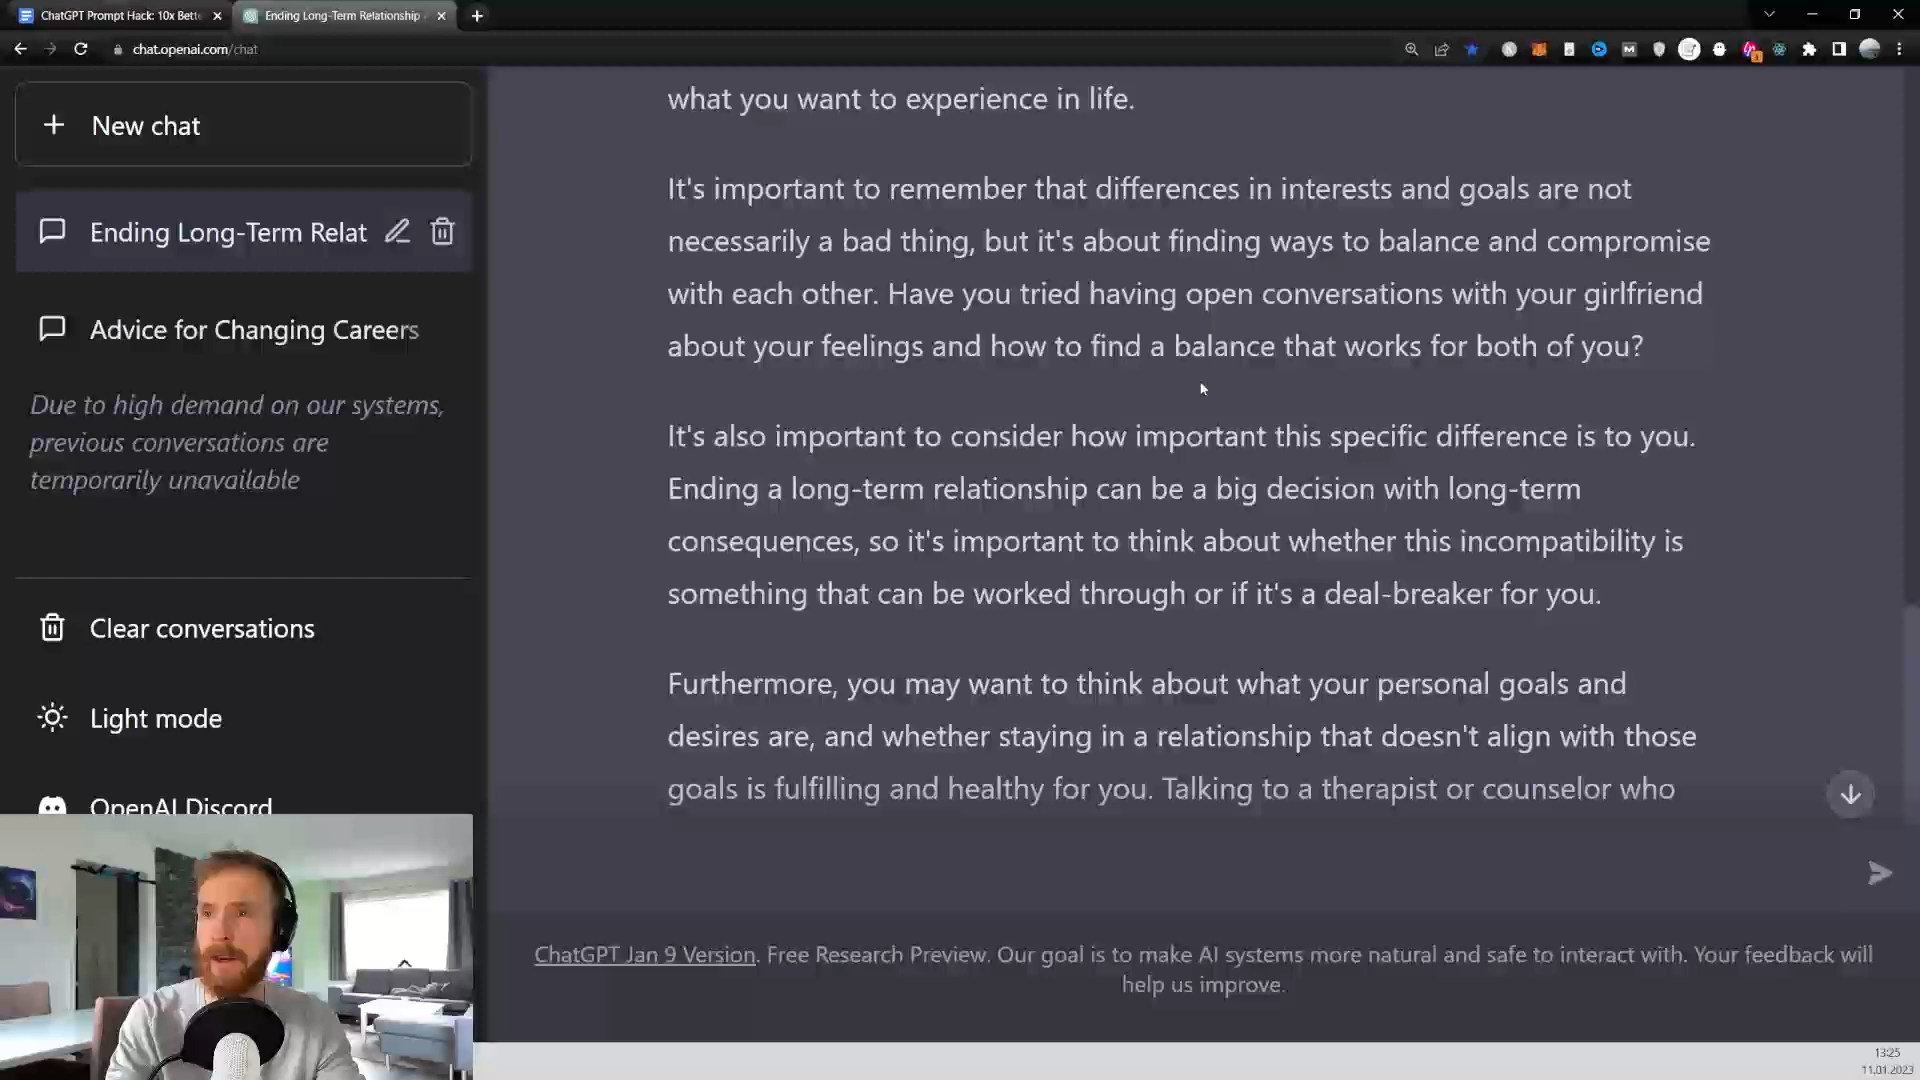 ChatGPT Prompt Hack: 10x Bett
Ending Long-Term Relationship
chat.openai.com/chat
New chat
Ending Long-Term Relat
Advice for Changing Careers
Due to high demand on our systems,
previous conversations are
temporarily unavailable
Clear conversations
Light mode
OpenAI Discord
what you want to experience in life.
It's important to remember that differences in interests and goals are not
necessarily a bad thing, but it's about finding ways to balance and compromise
with each other. Have you tried having open conversations with your girlfriend
about your feelings and how to find a balance that works for both of you?
It's also important to consider how important this specific difference is to you.
Ending a long-term relationship can be a big decision with long-term
consequences, so it's important to think about whether this incompatibility is
something that can be worked through or if it's a deal-breaker for you.
Furthermore, you may want to think about what your personal goals and
desires are, and whether staying in a relationship that doesn't align with those
goals is fulfilling and healthy for you. Talking to a therapist or counselor who
ChatGPT Jan 9 Version. Free Research Preview. Our goal is to make AI systems more natural and safe to interact with. Your feedback will
help us improve.
13:25
11.01.2023